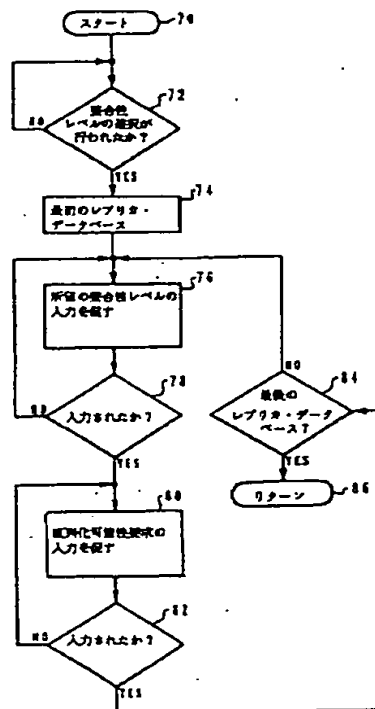 スタート
70
72
整合性
レベルの選択が
行われたか?
NO
YES
74
最初のレプリカ・
データベース
76
所望の整合性レベルの
入力を促す
78
入力されたか?
NO
YES
80
直列化可能性要求の
入力を促す
82
入力されたか?
NO
YES
NO
84
最後の
レプリカ・データ
ベース?
YES
リターン
86